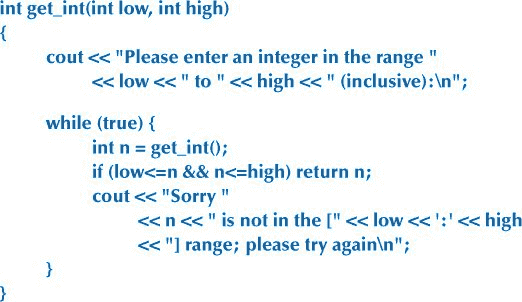 int get_int(int low, int high)
{
cout << "Please enter an integer in the range "
<< low << " to " << high << " (inclusive):\n";
while (true) {
int n = get_int();
if (low<=n && n<=high) return n;
cout << "Sorry "
<< n << " is not in the [" << low << ':' << high
<< "] range; please try again\n";
}
}